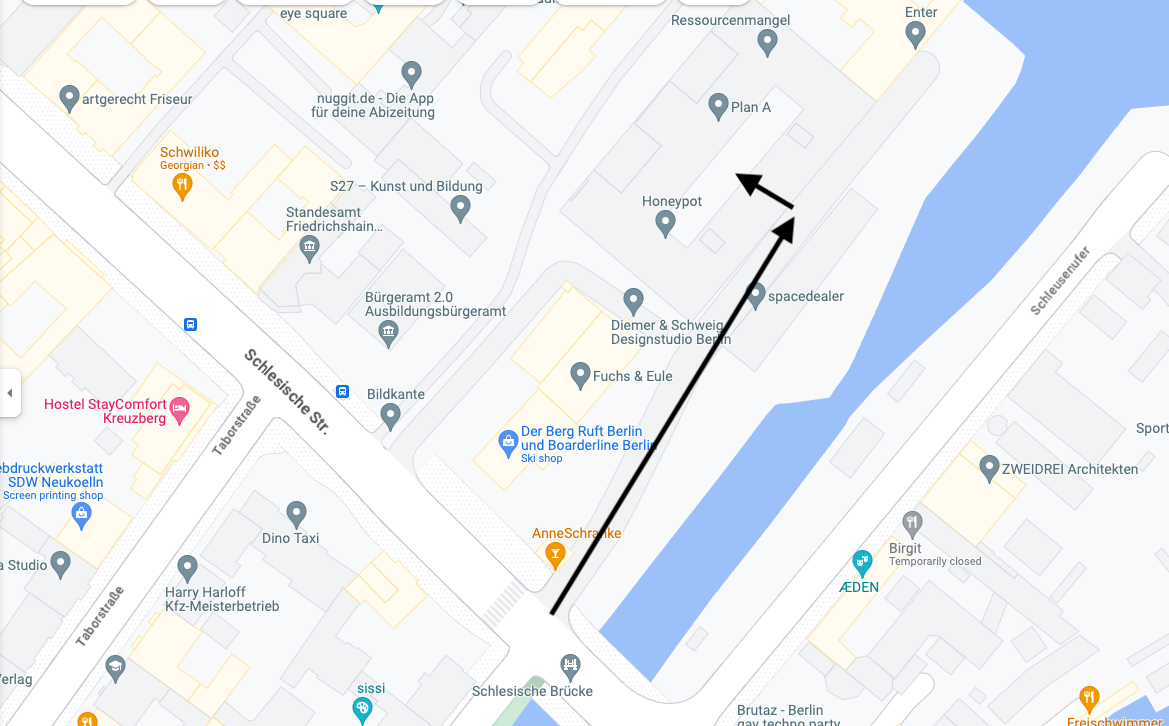 eye square
Ressourcenmangel
Enter
artgerecht Friseur
nuggit.de - Die App
für deine Abizeitung
Plan A
Schwiliko
Georgian • $$
S27 – Kunst und Bildung
Honeypot
Standesamt
Friedrichshain...
Schleusenufer
Bürgeramt 2.0
Ausbildungsbürgeramt
spacedealer
Diemer & Schweig
Designstudio Berlin
Schlesische Str.
Fuchs & Eule
Bildkante
Hostel StayComfort
Kreuzberg
Taborstraße
Der Berg Ruft Berlin
und Boarderline Berlin
Ski shop
Sport
ebdruckwerkstatt
SDW Neukoelln
Screen printing shop
ZWEIDREI Architekten
Dino Taxi
AnneSchranke
Birgit
Temporarily closed
a Studio
ÆDEN
Harry Harloff
Kfz-Meisterbetrieb
Taborstraße
erlag
sissi
Schlesische Brücke
Brutaz - Berlin
gay techno party
Freischwimmer